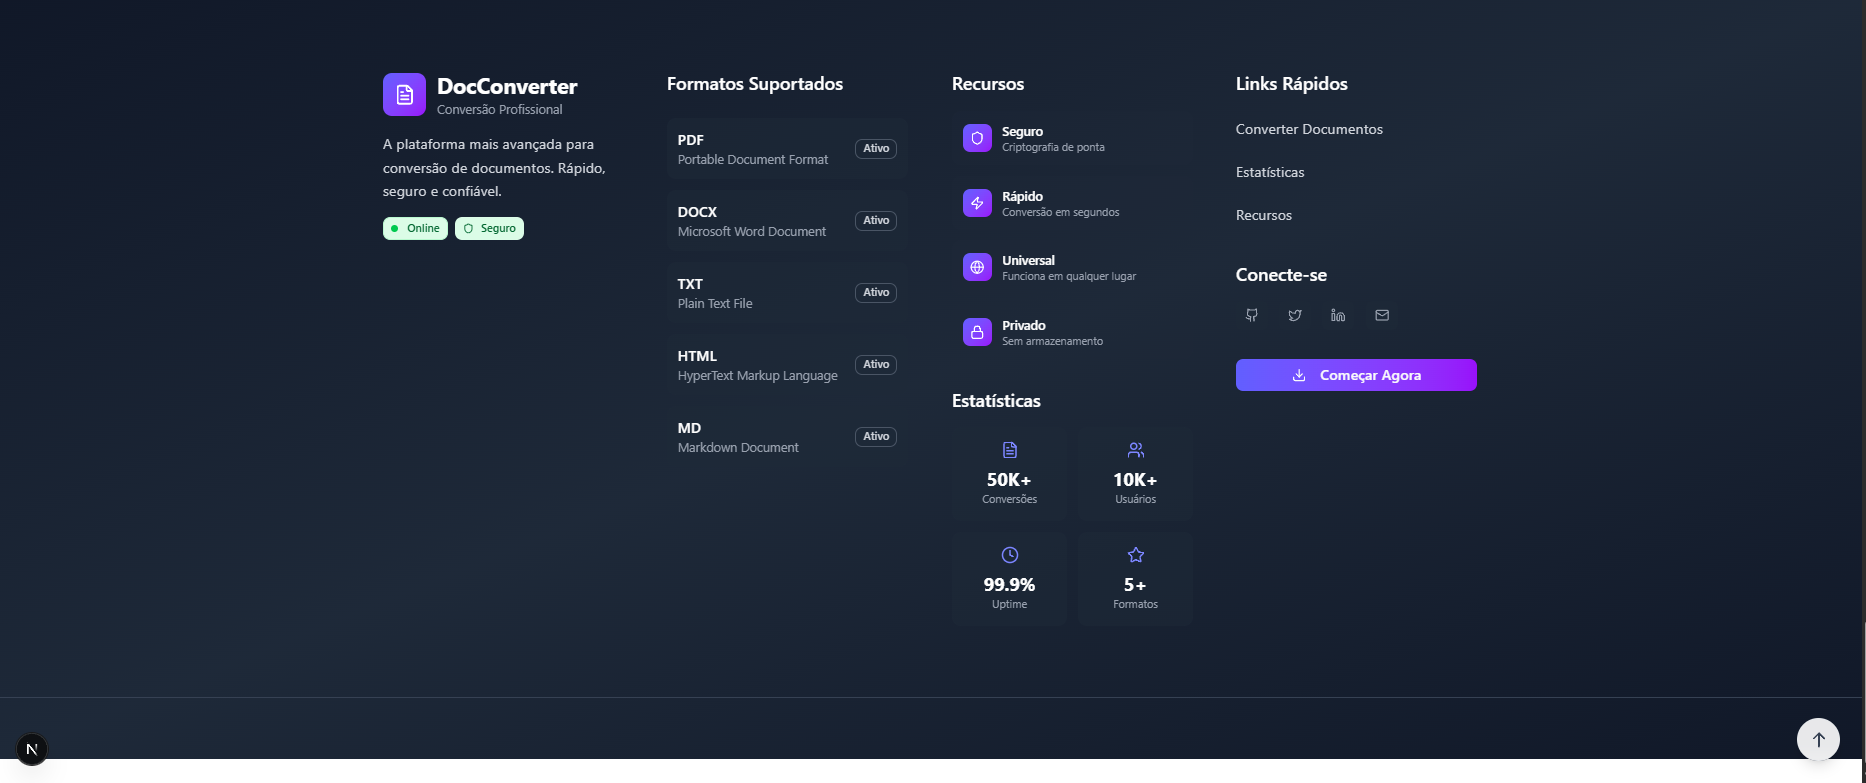 DocConverter
Conversão Profissional
A plataforma mais avançada para
conversão de documentos. Rápido,
seguro e confiável.
Online
Seguro
Formatos Suportados
PDF
Portable Document Format
Ativo
DOCX
Microsoft Word Document
Ativo
TXT
Plain Text File
Ativo
HTML
HyperText Markup Language
Ativo
MD
Markdown Document
Ativo
Recursos
Seguro
Criptografia de ponta
Rápido
Conversão em segundos
Universal
Funciona em qualquer lugar
Privado
Sem armazenamento
Estatísticas
50K+
Conversões
10K+
Usuários
99.9%
Uptime
5+
Formatos
Links Rápidos
Converter Documentos
Estatísticas
Recursos
Conecte-se
Começar Agora
N